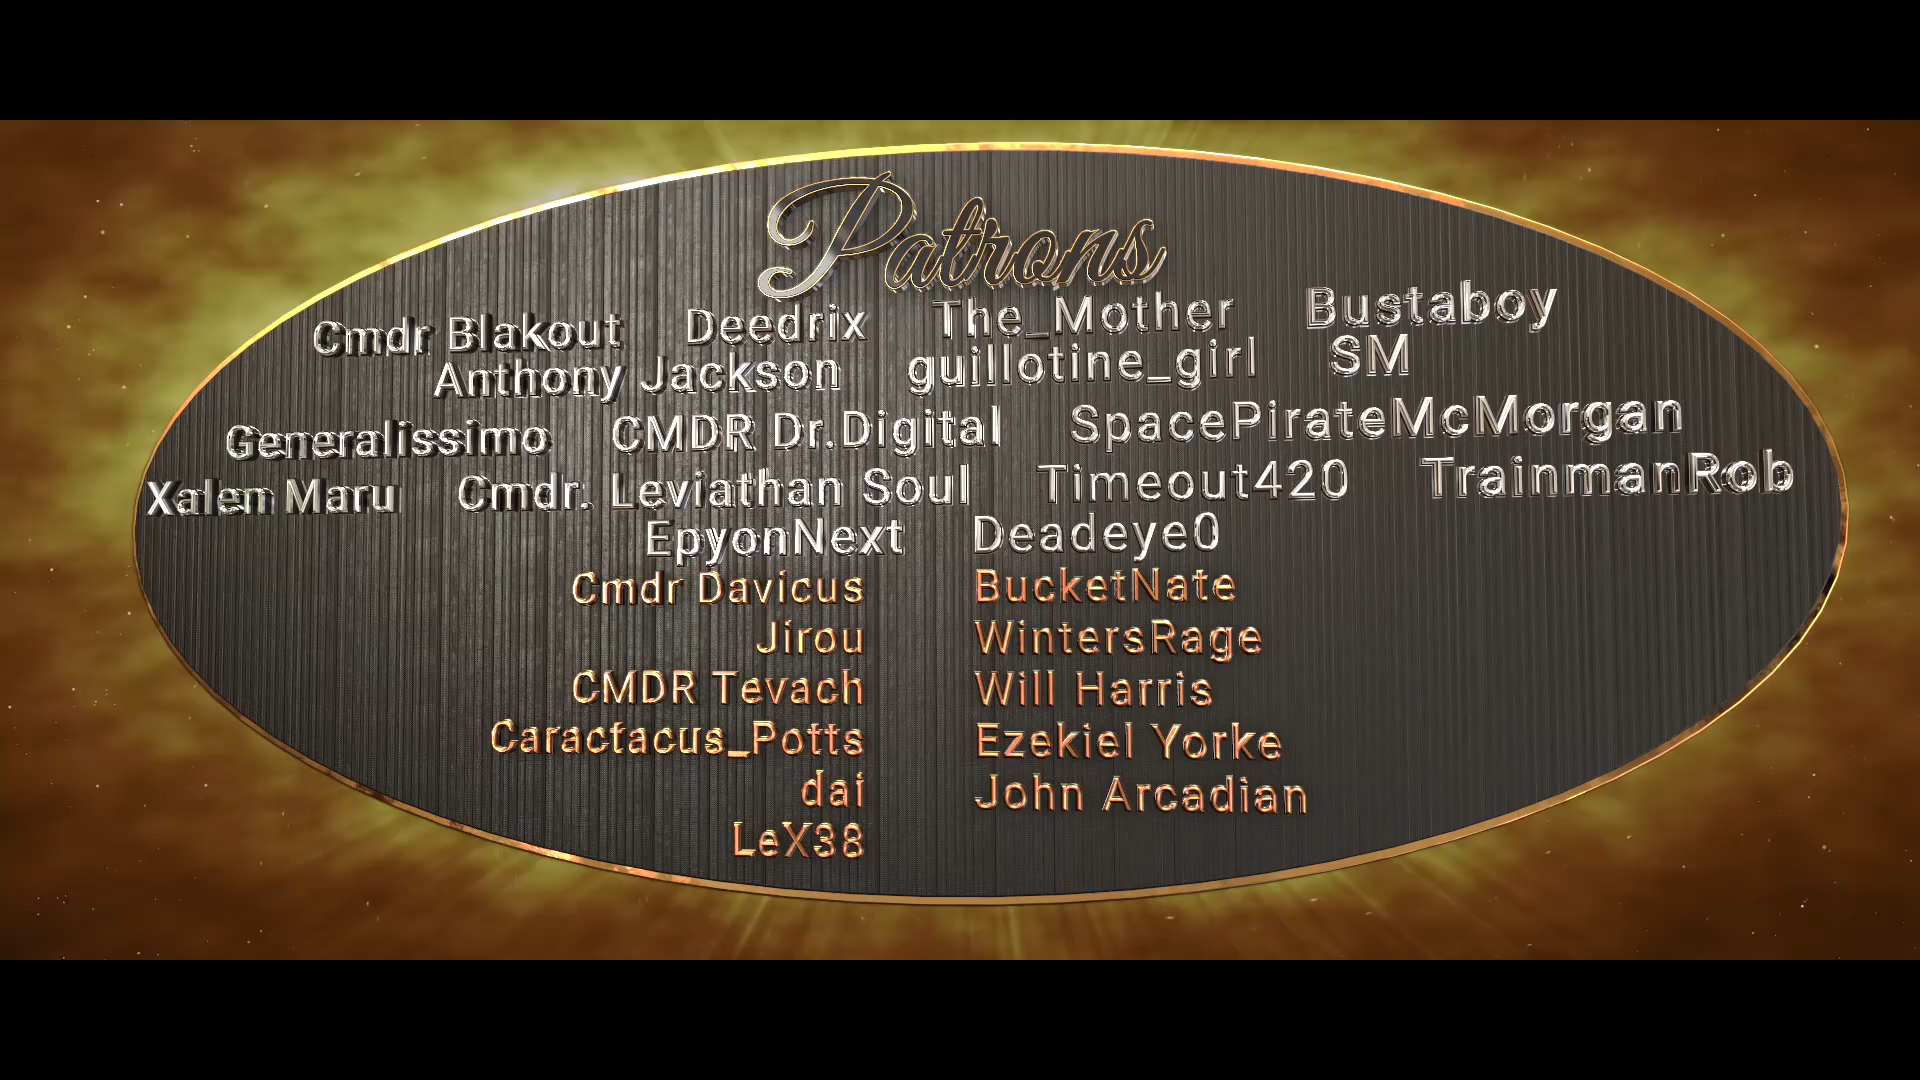 Patrons
Cmdr Blakout Deedrix The_Mother Bustaboy
Anthony Jackson guillotine_girl SM
Generalissimo CMDR Dr.Digital SpacePirateMcMorgan
Xalen Maru Cmdr. Leviathan Soul Timeout420 TrainmanRob
EpyonNext Deadeye0
Cmdr Davicus BucketNate
Jirou WintersRage
CMDR Tevach Will Harris
Caractacus_Potts Ezekiel Yorke
dai John Arcadian
LeX38